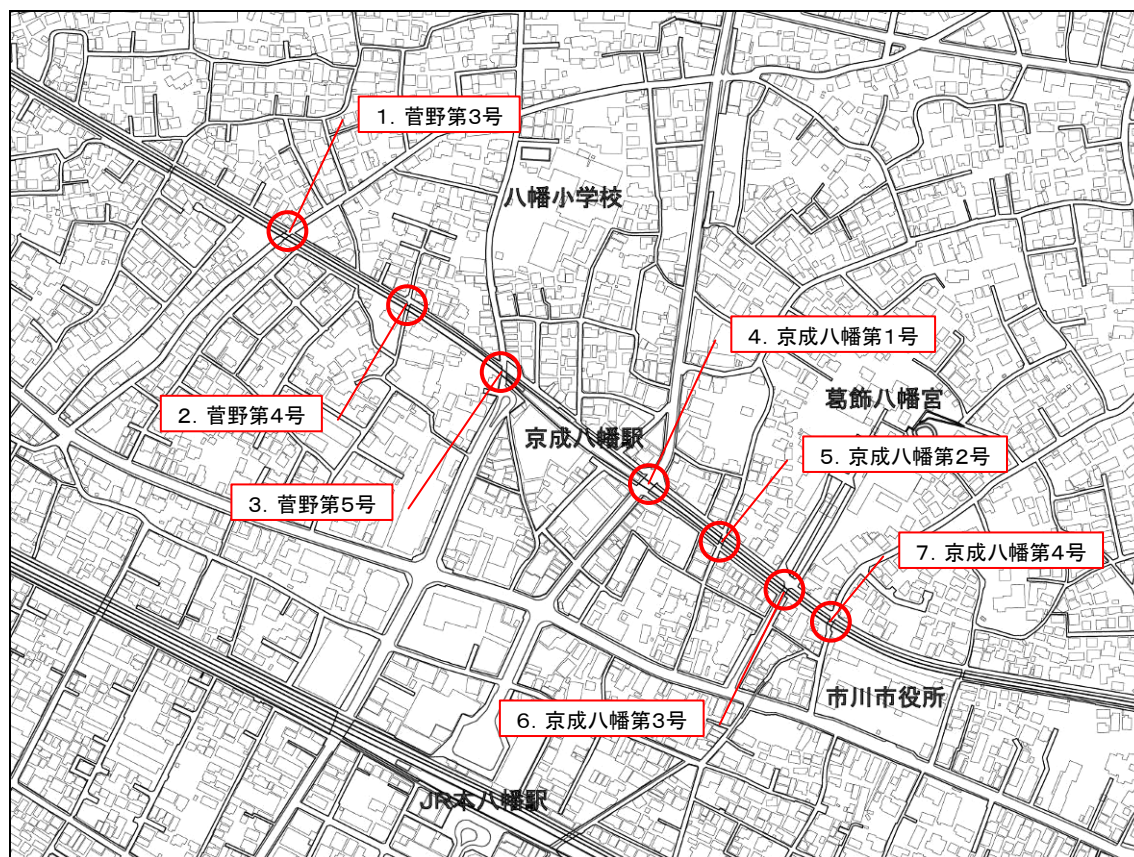 1. 菅野第3号
八幡小学校
4. 京成八幡第1号
葛飾八幡宮
2. 菅野第4号
京成八幡駅
5. 京成八幡第2号
3. 菅野第5号
7. 京成八幡第4号
市川市役所
6. 京成八幡第3号
JR本八幡駅